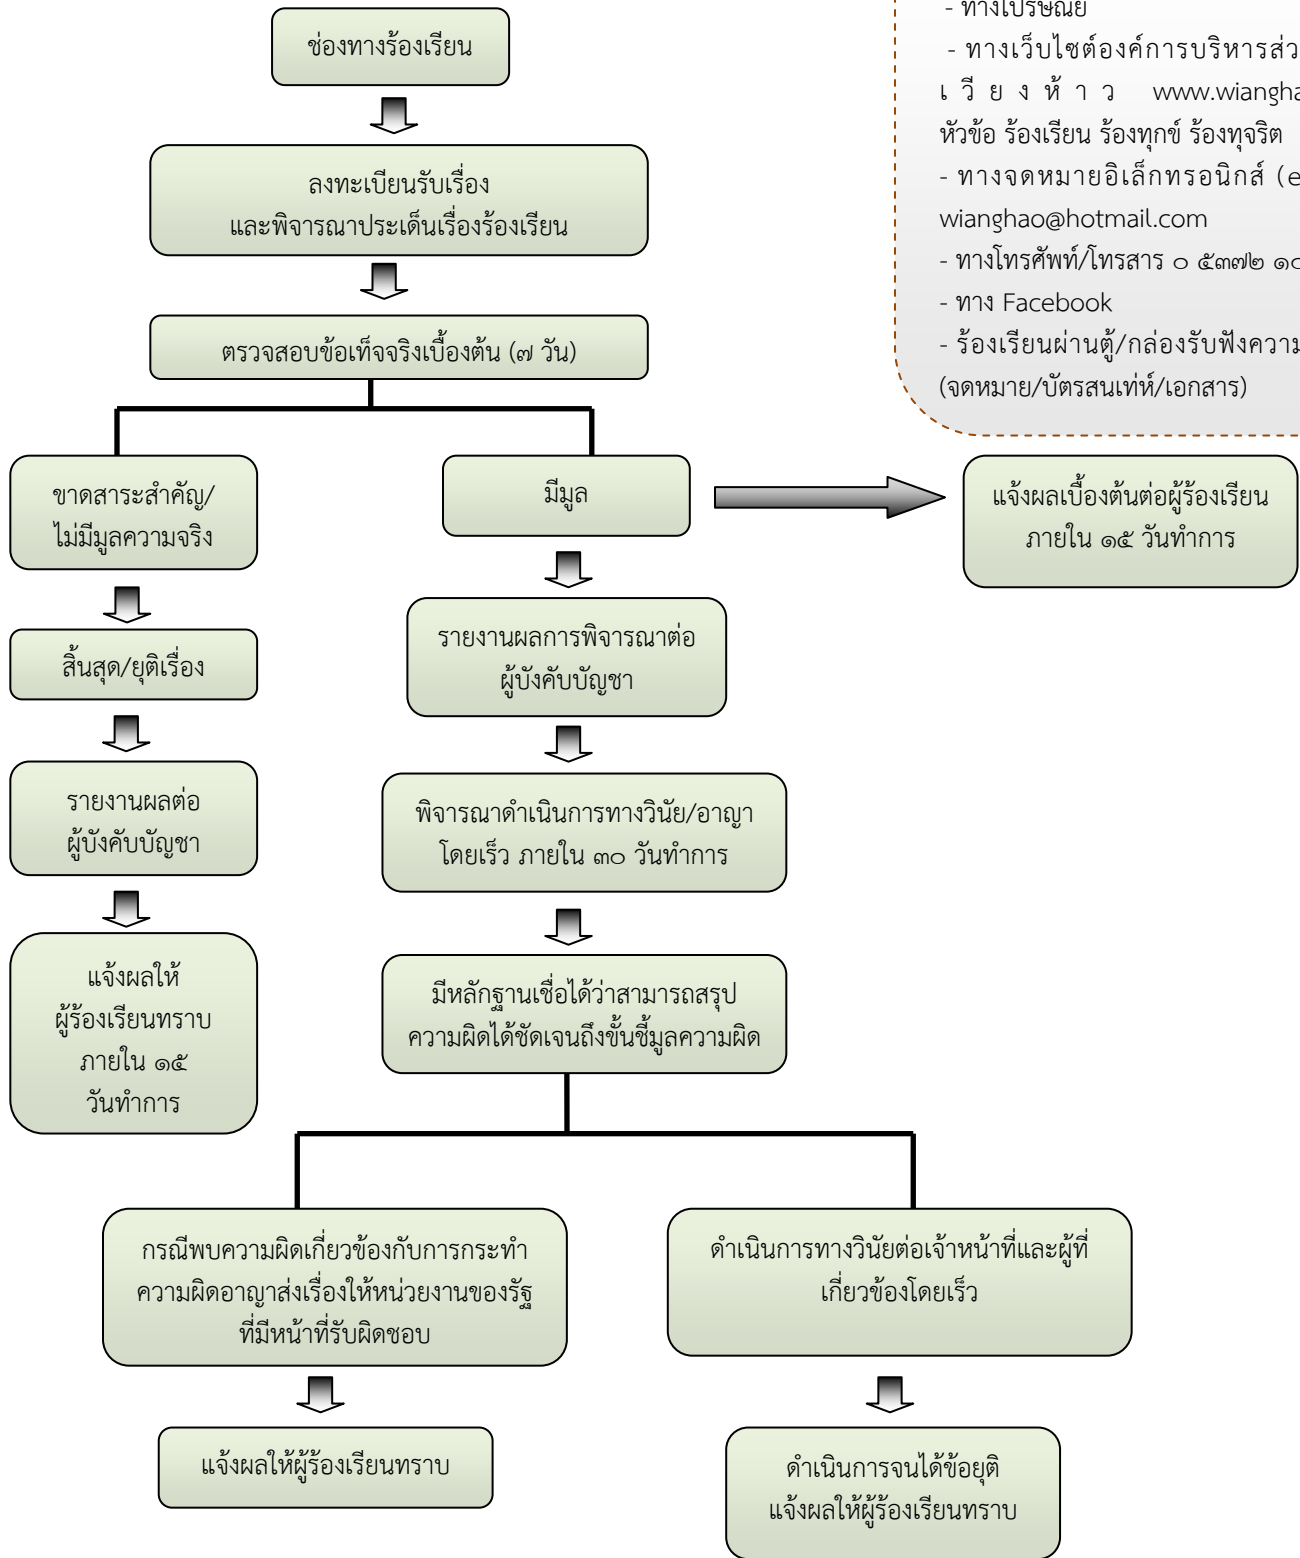 ช่องทางร้องเรียน
- ทางไปรษณีย์
- ทางเว็บไซต์องค์การบริหารส่ว
เวียงห้าว www.wiangha
หัวข้อ ร้องเรียน ร้องทุกข์ ร้องทุจริต
- ทางจดหมายอิเล็กทรอนิกส์ (e
wianghao@hotmail.com
- ทางโทรศัพท์/โทรสาร ๐ ๕๓๗๒ ๑๐
- ทาง Facebook
- ร้องเรียนผ่านตู้/กล่องรับฟังความ
(จดหมาย/บัตรสนเท่ห์/เอกสาร)
ลงทะเบียนรับเรื่อง
และพิจารณาประเด็นเรื่องร้องเรียน
ตรวจสอบข้อเท็จจริงเบื้องต้น (๗ วัน)
ขาดสาระสำคัญ/
ไม่มีมูลความจริง
มีมูล
แจ้งผลเบื้องต้นต่อผู้ร้องเรียน
ภายใน ๑๕ วันทำการ
สิ้นสุด/ยุติเรื่อง
รายงานผลการพิจารณาต่อ
ผู้บังคับบัญชา
รายงานผลต่อ
ผู้บังคับบัญชา
พิจารณาดำเนินการทางวินัย/อาญา
โดยเร็ว ภายใน ๓๐ วันทำการ
แจ้งผลให้
ผู้ร้องเรียนทราบ
ภายใน ๑๕
วันทำการ
มีหลักฐานเชื่อได้ว่าสามารถสรุป
ความผิดได้ชัดเจนถึงขั้นชี้มูลความผิด
กรณีพบความผิดเกี่ยวข้องกับการกระทำ
ความผิดอาญาส่งเรื่องให้หน่วยงานของรัฐ
ที่มีหน้าที่รับผิดชอบ
ดำเนินการทางวินัยต่อเจ้าหน้าที่และผู้ที่
เกี่ยวข้องโดยเร็ว
แจ้งผลให้ผู้ร้องเรียนทราบ
ดำเนินการจนได้ข้อยุติ
แจ้งผลให้ผู้ร้องเรียนทราบ